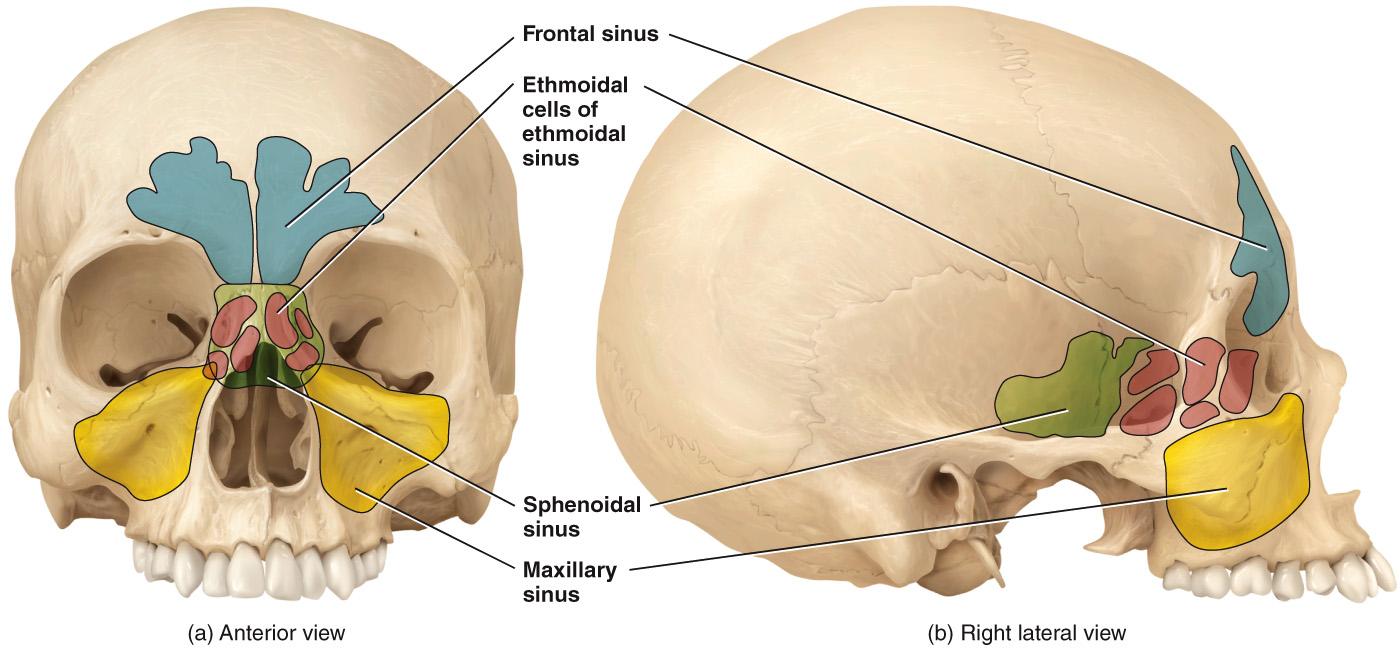 Frontal sinus
Ethmoidal
cells of
ethmoidal
sinus
Sphenoidal
sinus
Maxillary
sinus
(a) Anterior view
(b) Right lateral view